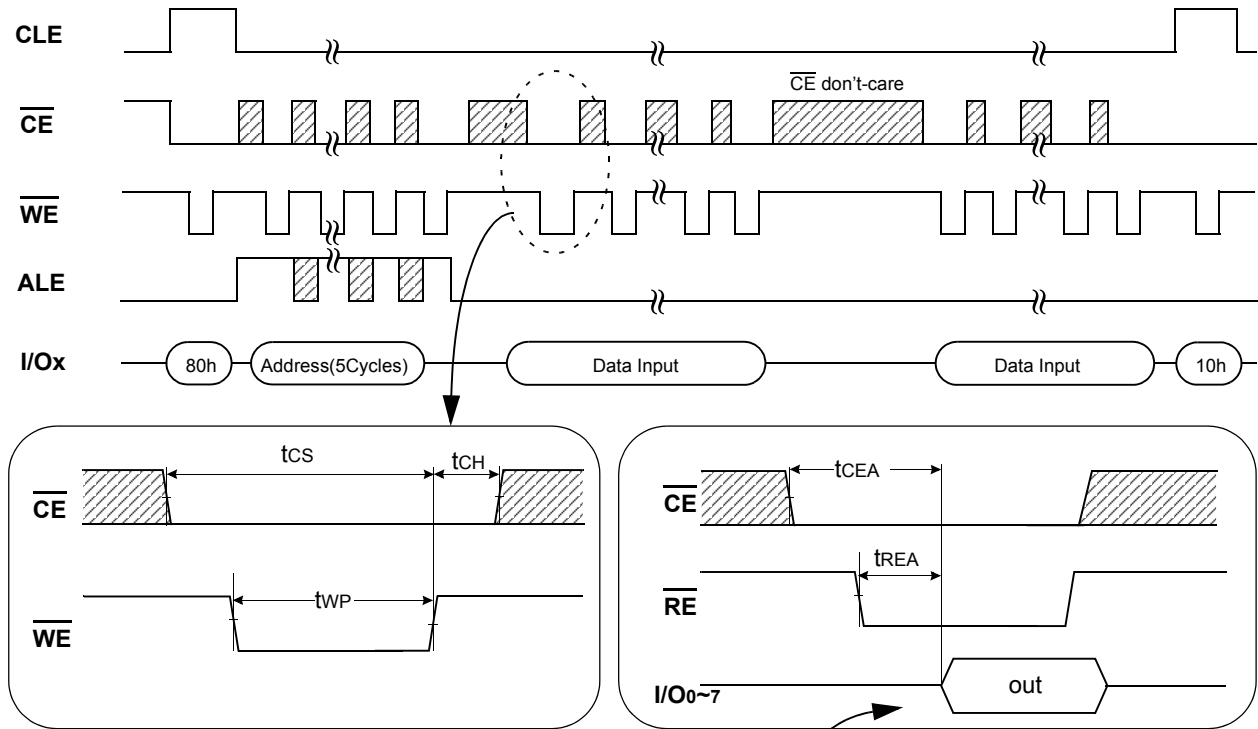 CLE
CE don't-care
CE
WE
ALE
I/Ox
80h
Address(5Cycles)
Data Input
Data Input
10h
tCS
tCH
CE
tWP
WE
tCEA
CE
tREA
RE
I/O0~7
out